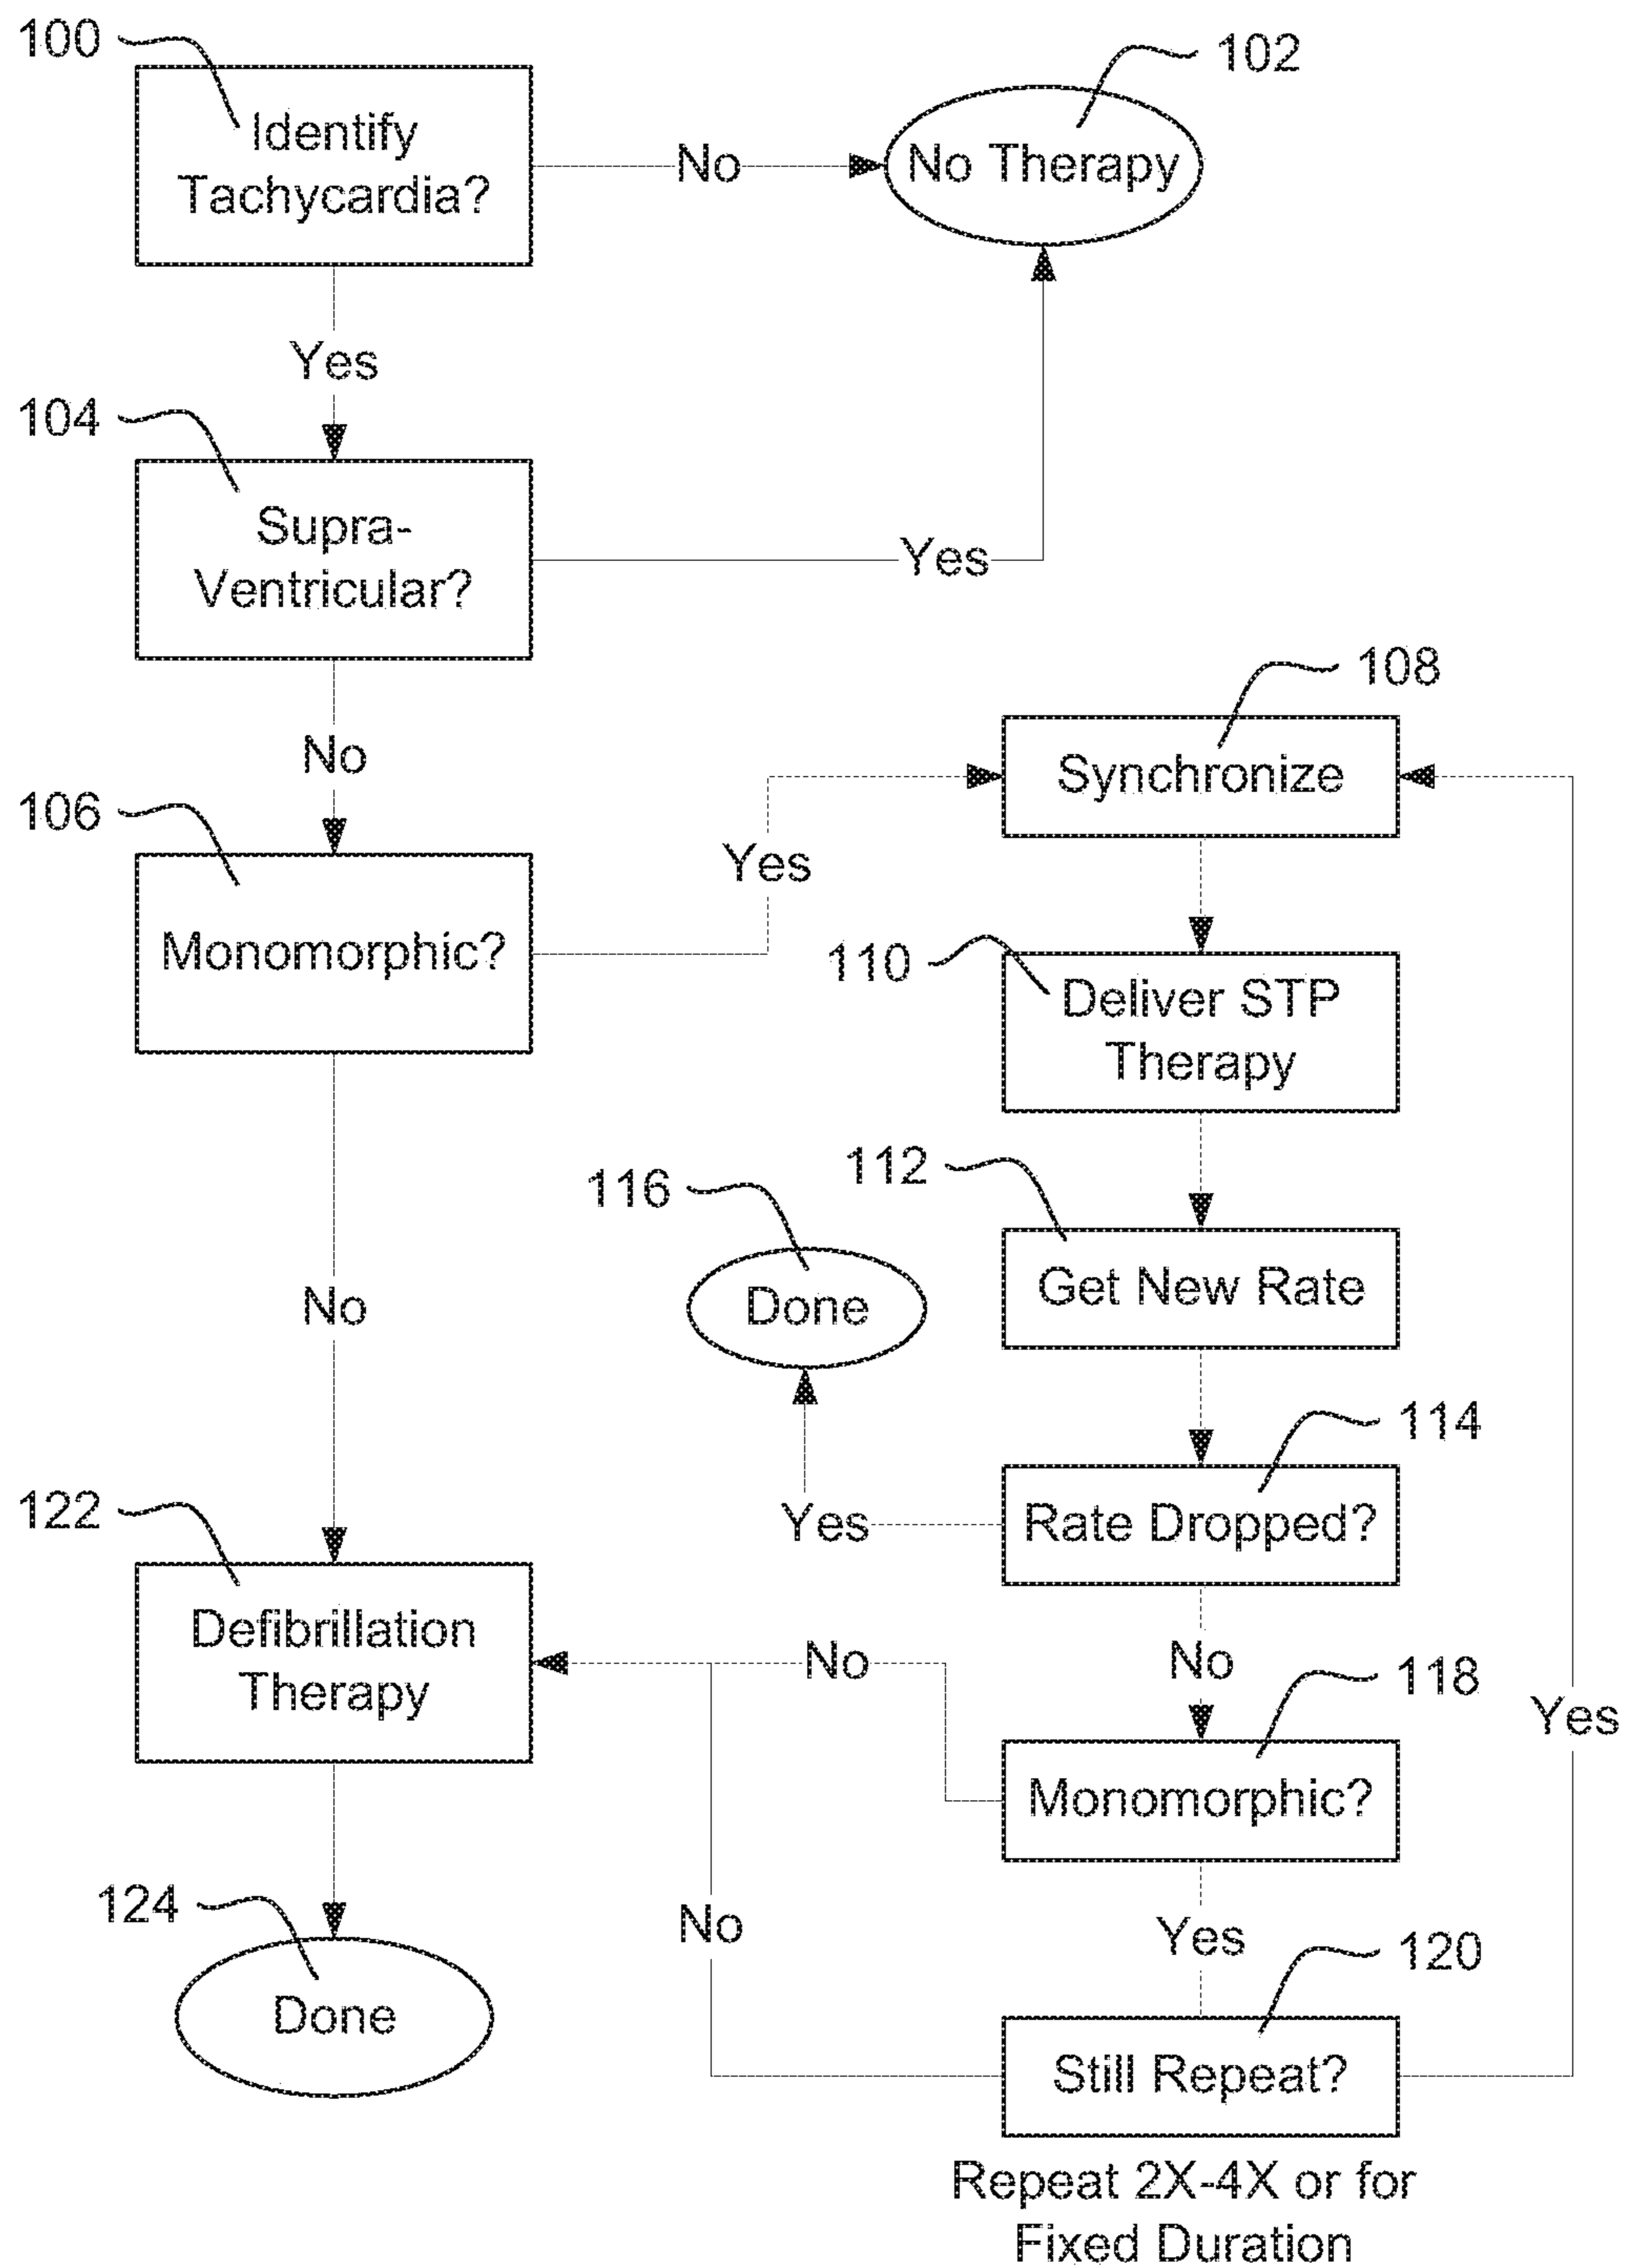 100
102
Identify
Tachycardia?
No
No Therapy
Yes
104
Supra-
Ventricular?
Yes
No
108
Synchronize
106
Monomorphic?
Yes
110
Deliver STP
Therapy
112
116
Get New Rate
Done
No
114
Rate Dropped?
Yes
122
Defibrillation
Therapy
No
No
118
Yes
Monomorphic?
124
No
Yes
120
Done
Still Repeat?
Repeat 2X-4X or for
Fixed Duration